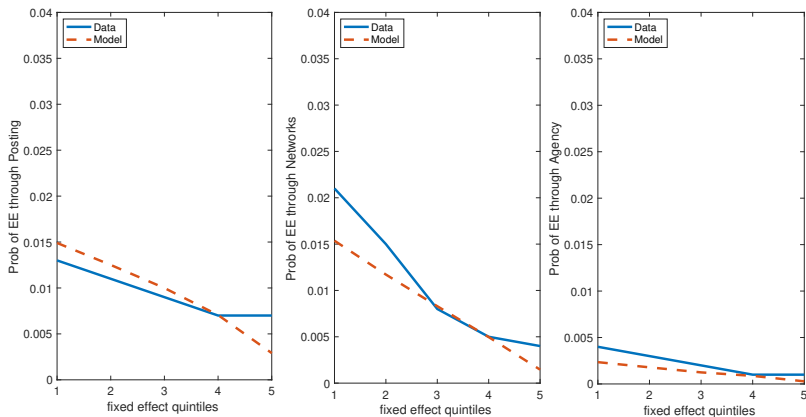 Prob of EE through Posting
0.04
0.035
0.03
0.025
0.02
0.015
0.01
0.005
0
Data
Model
1 2 3 4 5
fixed effect quintiles
Prob of EE through Networks
0.04
0.035
0.03
0.025
0.02
0.015
0.01
0.005
0
Data
Model
1 2 3 4 5
fixed effect quintiles
Prob of EE through Agency
0.04
0.035
0.03
0.025
0.02
0.015
0.01
0.005
0
Data
Model
1 2 3 4 5
fixed effect quintiles